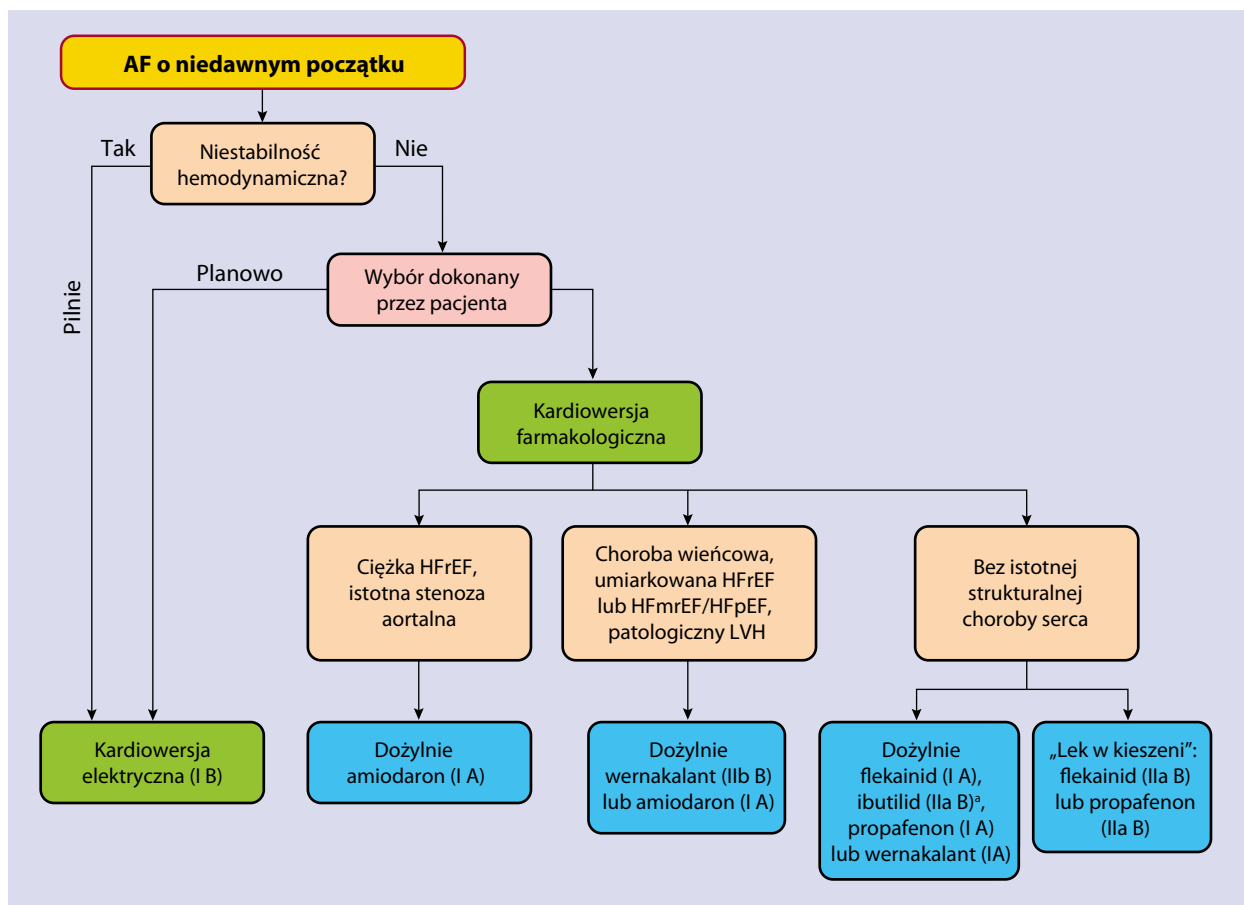 AF o niedawnym początku
Tak
Niestabilność
hemodynamiczna?
Nie
Pilnie
Planowo
Wybór dokonany
przez pacjenta
Kardiowersja
farmakologiczna
Ciężka HFrEF,
istotna stenoza
aortalna
Choroba wieńcowa,
umiarkowana HFrEF
lub HFmrEF/HFpEF,
patologiczny LVH
Bez istotnej
strukturalnej
choroby serca
Kardiowersja
elektryczna (I B)
Dożylnie
amiodaron (I A)
Dożylnie
wernakalant (IIb B)
lub amiodaron (I A)
Dożylnie
flekainid (I A),
ibutilid (IIa B)ᵃ,
propafenon (I A)
lub wernakalant (IA)
„Lek w kieszeni”:
flekainid (IIa B)
lub propafenon
(IIa B)